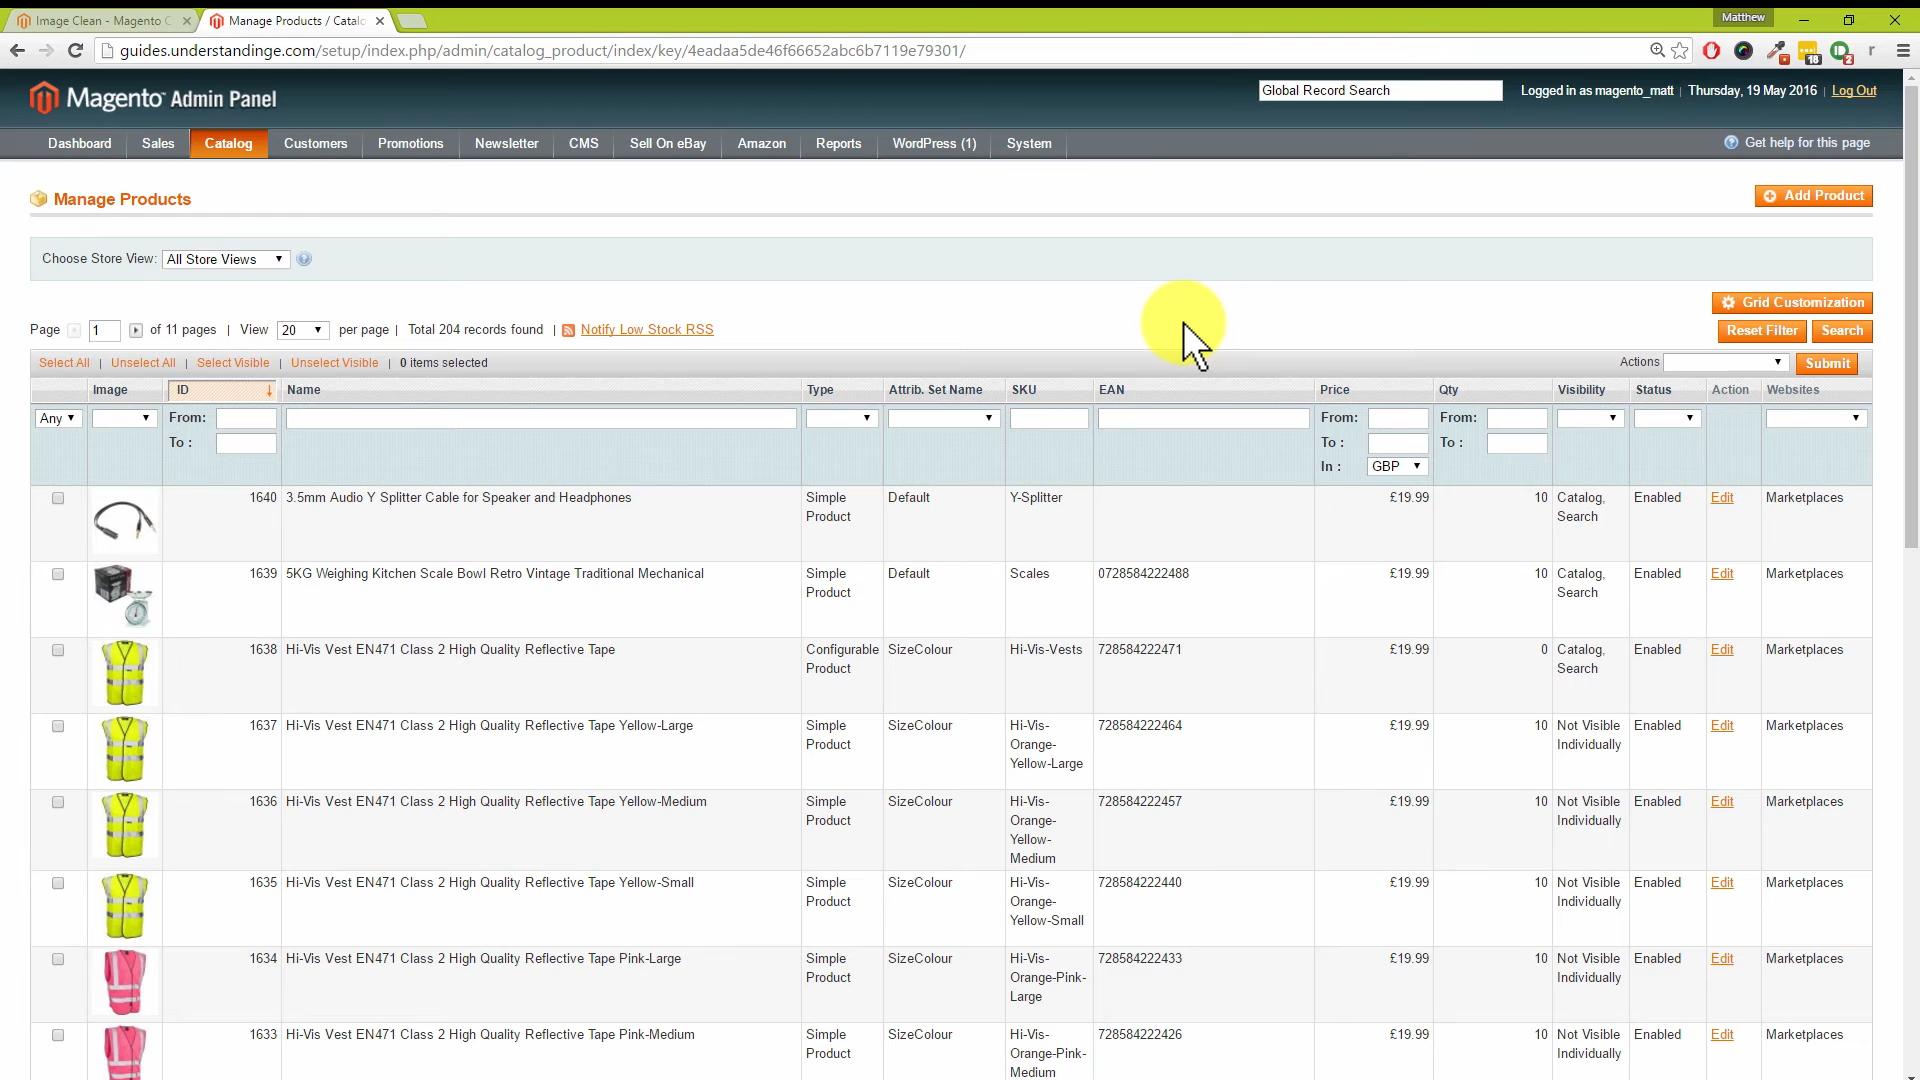 Image Clean - Magento C
Manage Products / Catalo
Matthew
guides.understandinge.com/setup/index.php/admin/catalog_product/index/key/4eadaa5de46f66652abc6b7119e79301/
18
2
r
Magento Admin Panel
Global Record Search
Logged in as magento_matt | Thursday, 19 May 2016 | Log Out
Dashboard Sales Catalog Customers Promotions Newsletter CMS Sell On eBay Amazon Reports WordPress (1) System
Get help for this page
Manage Products
Add Product
Choose Store View: All Store Views
Grid Customization
Page 1 of 11 pages | View 20 per page | Total 204 records found | Notify Low Stock RSS
Reset Filter Search
Select All | Unselect All | Select Visible | Unselect Visible | 0 items selected
Actions Submit
Image ID Name Type Attrib. Set Name SKU EAN Price Qty Visibility Status Action Websites
Any From: From: From:
To : To : To :
In : GBP
1640 3.5mm Audio Y Splitter Cable for Speaker and Headphones Simple Default Y-Splitter £19.99 10 Catalog, Enabled Edit Marketplaces
Product Search
1639 5KG Weighing Kitchen Scale Bowl Retro Vintage Traditional Mechanical Simple Default Scales 0728584222488 £19.99 10 Catalog, Enabled Edit Marketplaces
Product Search
1638 Hi-Vis Vest EN471 Class 2 High Quality Reflective Tape Configurable SizeColour Hi-Vis-Vests 728584222471 £19.99 0 Catalog, Enabled Edit Marketplaces
Product Search
1637 Hi-Vis Vest EN471 Class 2 High Quality Reflective Tape Yellow-Large Simple SizeColour Hi-Vis- 728584222464 £19.99 10 Not Visible Enabled Edit Marketplaces
Product Orange- Individually
Yellow-Large
1636 Hi-Vis Vest EN471 Class 2 High Quality Reflective Tape Yellow-Medium Simple SizeColour Hi-Vis- 728584222457 £19.99 10 Not Visible Enabled Edit Marketplaces
Product Orange- Individually
Yellow-
Medium
1635 Hi-Vis Vest EN471 Class 2 High Quality Reflective Tape Yellow-Small Simple SizeColour Hi-Vis- 728584222440 £19.99 10 Not Visible Enabled Edit Marketplaces
Product Orange- Individually
Yellow-Small
1634 Hi-Vis Vest EN471 Class 2 High Quality Reflective Tape Pink-Large Simple SizeColour Hi-Vis- 728584222433 £19.99 10 Not Visible Enabled Edit Marketplaces
Product Orange-Pink- Individually
Large
1633 Hi-Vis Vest EN471 Class 2 High Quality Reflective Tape Pink-Medium Simple SizeColour Hi-Vis- 728584222426 £19.99 10 Not Visible Enabled Edit Marketplaces
Product Orange-Pink- Individually
Medium